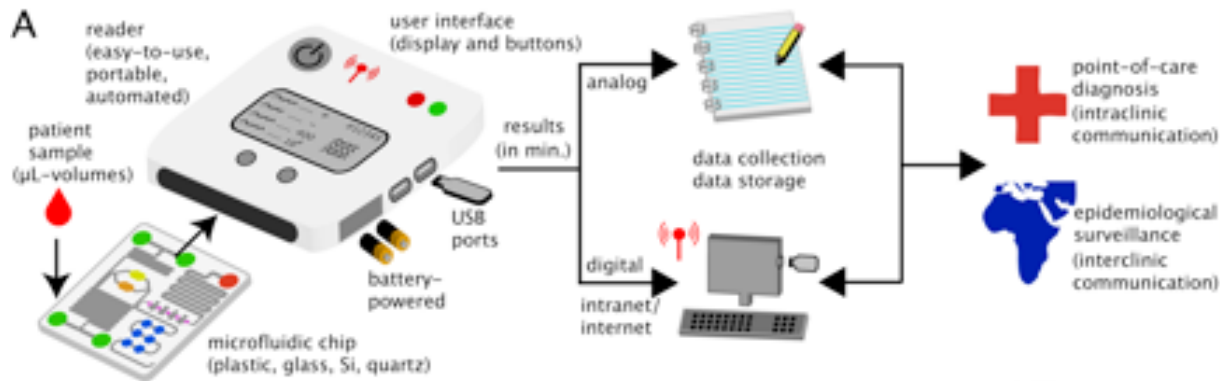 A
reader
(easy-to-use,
portable,
automated)
user interface
(display and buttons)
patient
sample
(µL-volumes)
USB
ports
battery-
powered
microfluidic chip
(plastic, glass, Si, quartz)
results
(in min.)
analog
data collection
data storage
digital
intranet/
internet
point-of-care
diagnosis
(intraclinic
communication)
epidemiological
surveillance
(interclinic
communication)